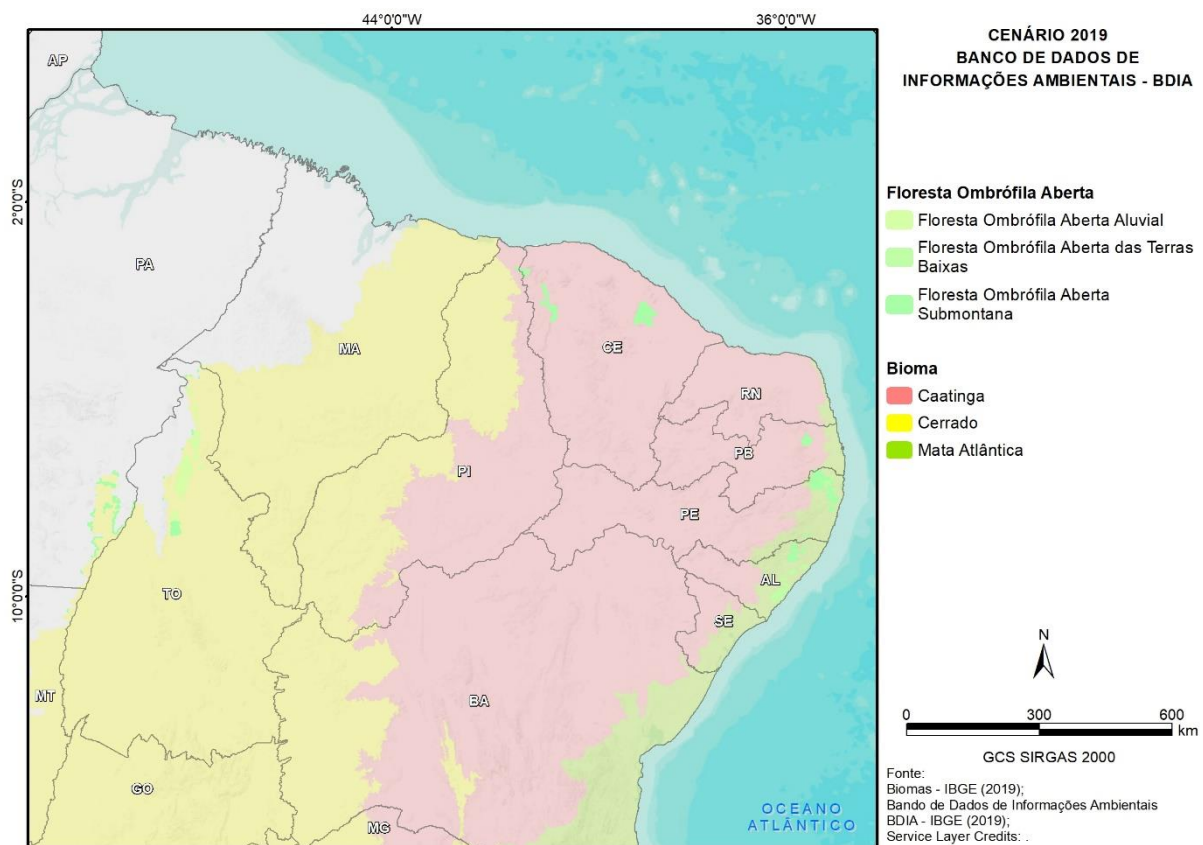 44°0'0"W
36°0'0"W
2°0'0"S
10°0'0"S
AP
PA
MA
CE
RN
PB
PI
PE
AL
SE
TO
BA
MT
GO
MG
OCEANO
ATLÂNTICO
CENÁRIO 2019
BANCO DE DADOS DE
INFORMAÇÕES AMBIENTAIS - BDIA
Floresta Ombrófila Aberta
Floresta Ombrófila Aberta Aluvial
Floresta Ombrófila Aberta das Terras
Baixas
Floresta Ombrófila Aberta
Submontana
Bioma
Caatinga
Cerrado
Mata Atlântica
N
0 300 600
km
GCS SIRGAS 2000
Fonte:
Biomas - IBGE (2019);
Bando de Dados de Informações Ambientais
BDIA - IBGE (2019);
Service Layer Credits: .